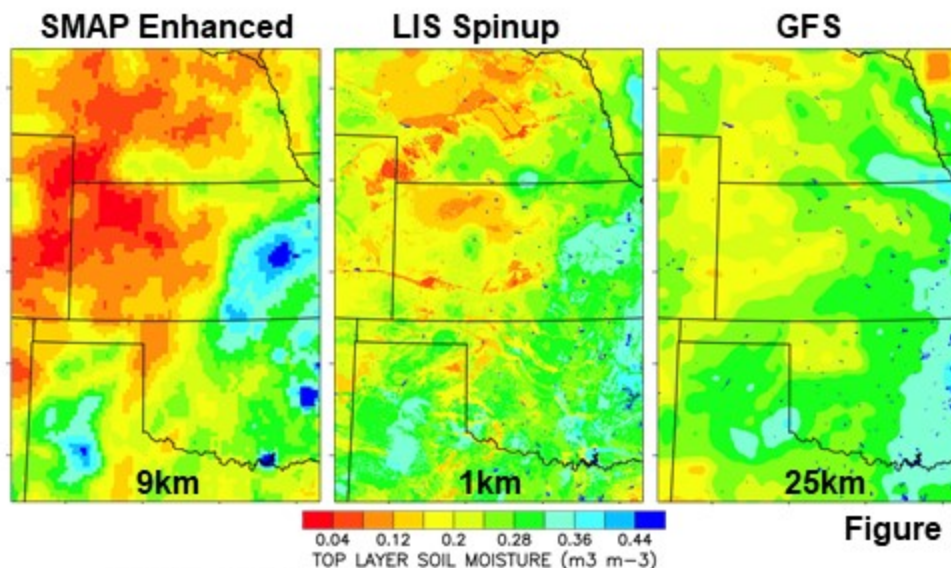 SMAP Enhanced LIS Spinup GFS
9km 1km 25km
0.04 0.12 0.2 0.28 0.36 0.44
TOP LAYER SOIL MOISTURE (m3 m-3)
Figure